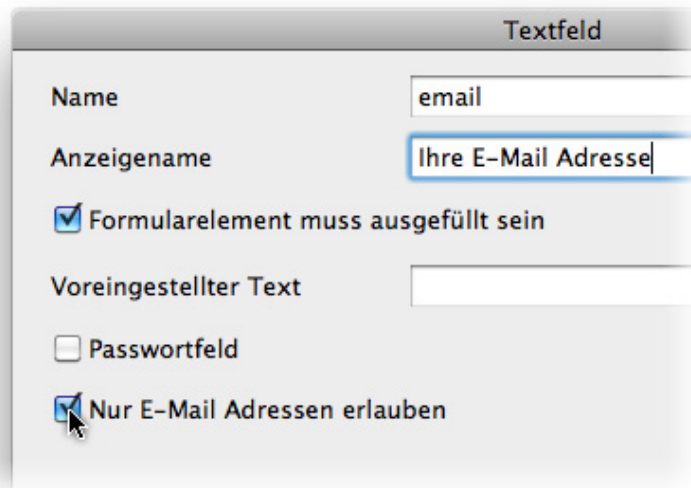 Textfeld
Name email
Anzeigename Ihre E-Mail Adresse
Formularelement muss ausgefüllt sein
Voreingestellter Text
Passwortfeld
Nur E-Mail Adressen erlauben